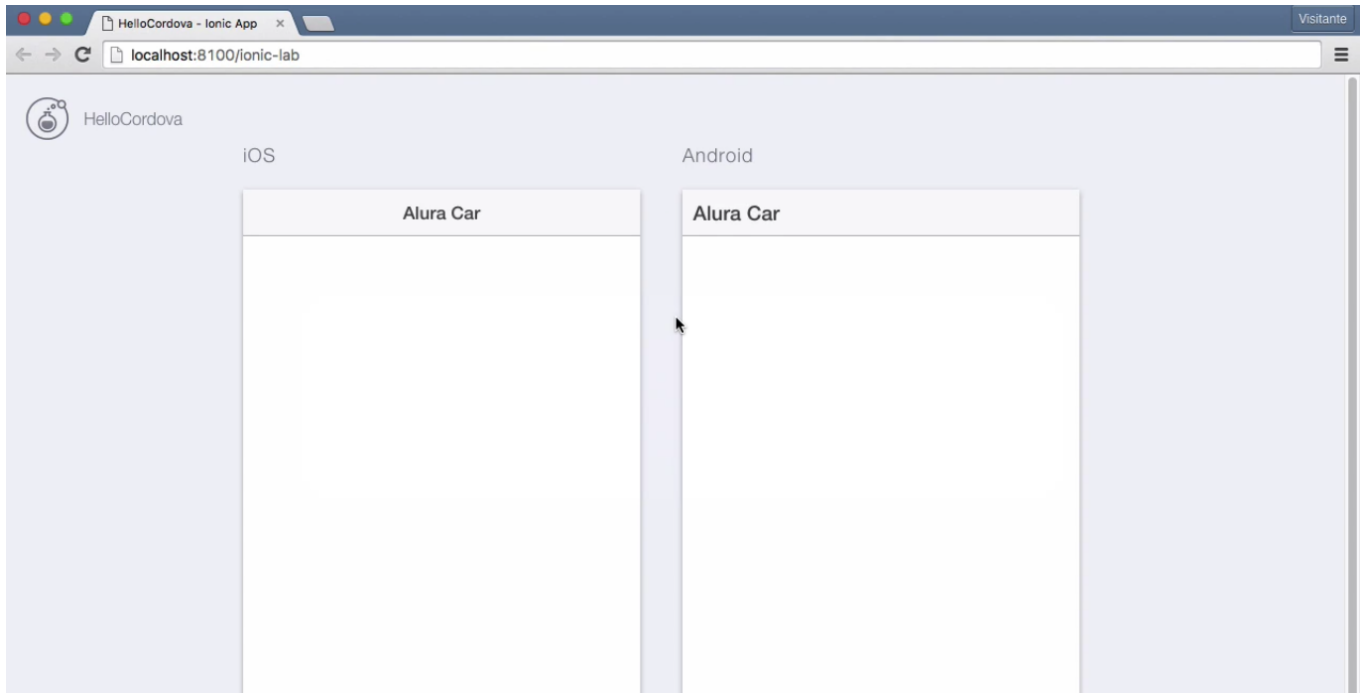 HelloCordova - Ionic App
Visitante
localhost:8100/ionic-lab
HelloCordova
iOS
Android
Alura Car
Alura Car